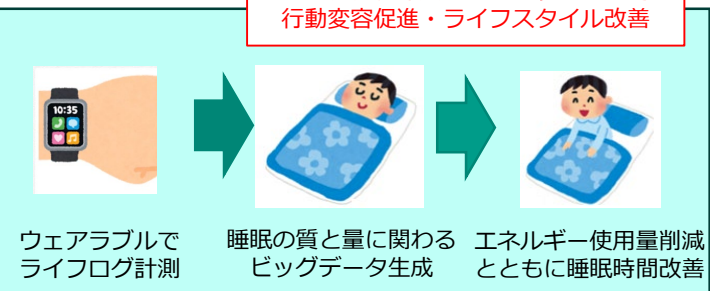 行動変容促進・ライフスタイル改善
10:35
ウェアラブルで
ライフログ計測
睡眠の質と量に関わる
ビッグデータ生成
エネルギー使用量削減
とともに睡眠時間改善